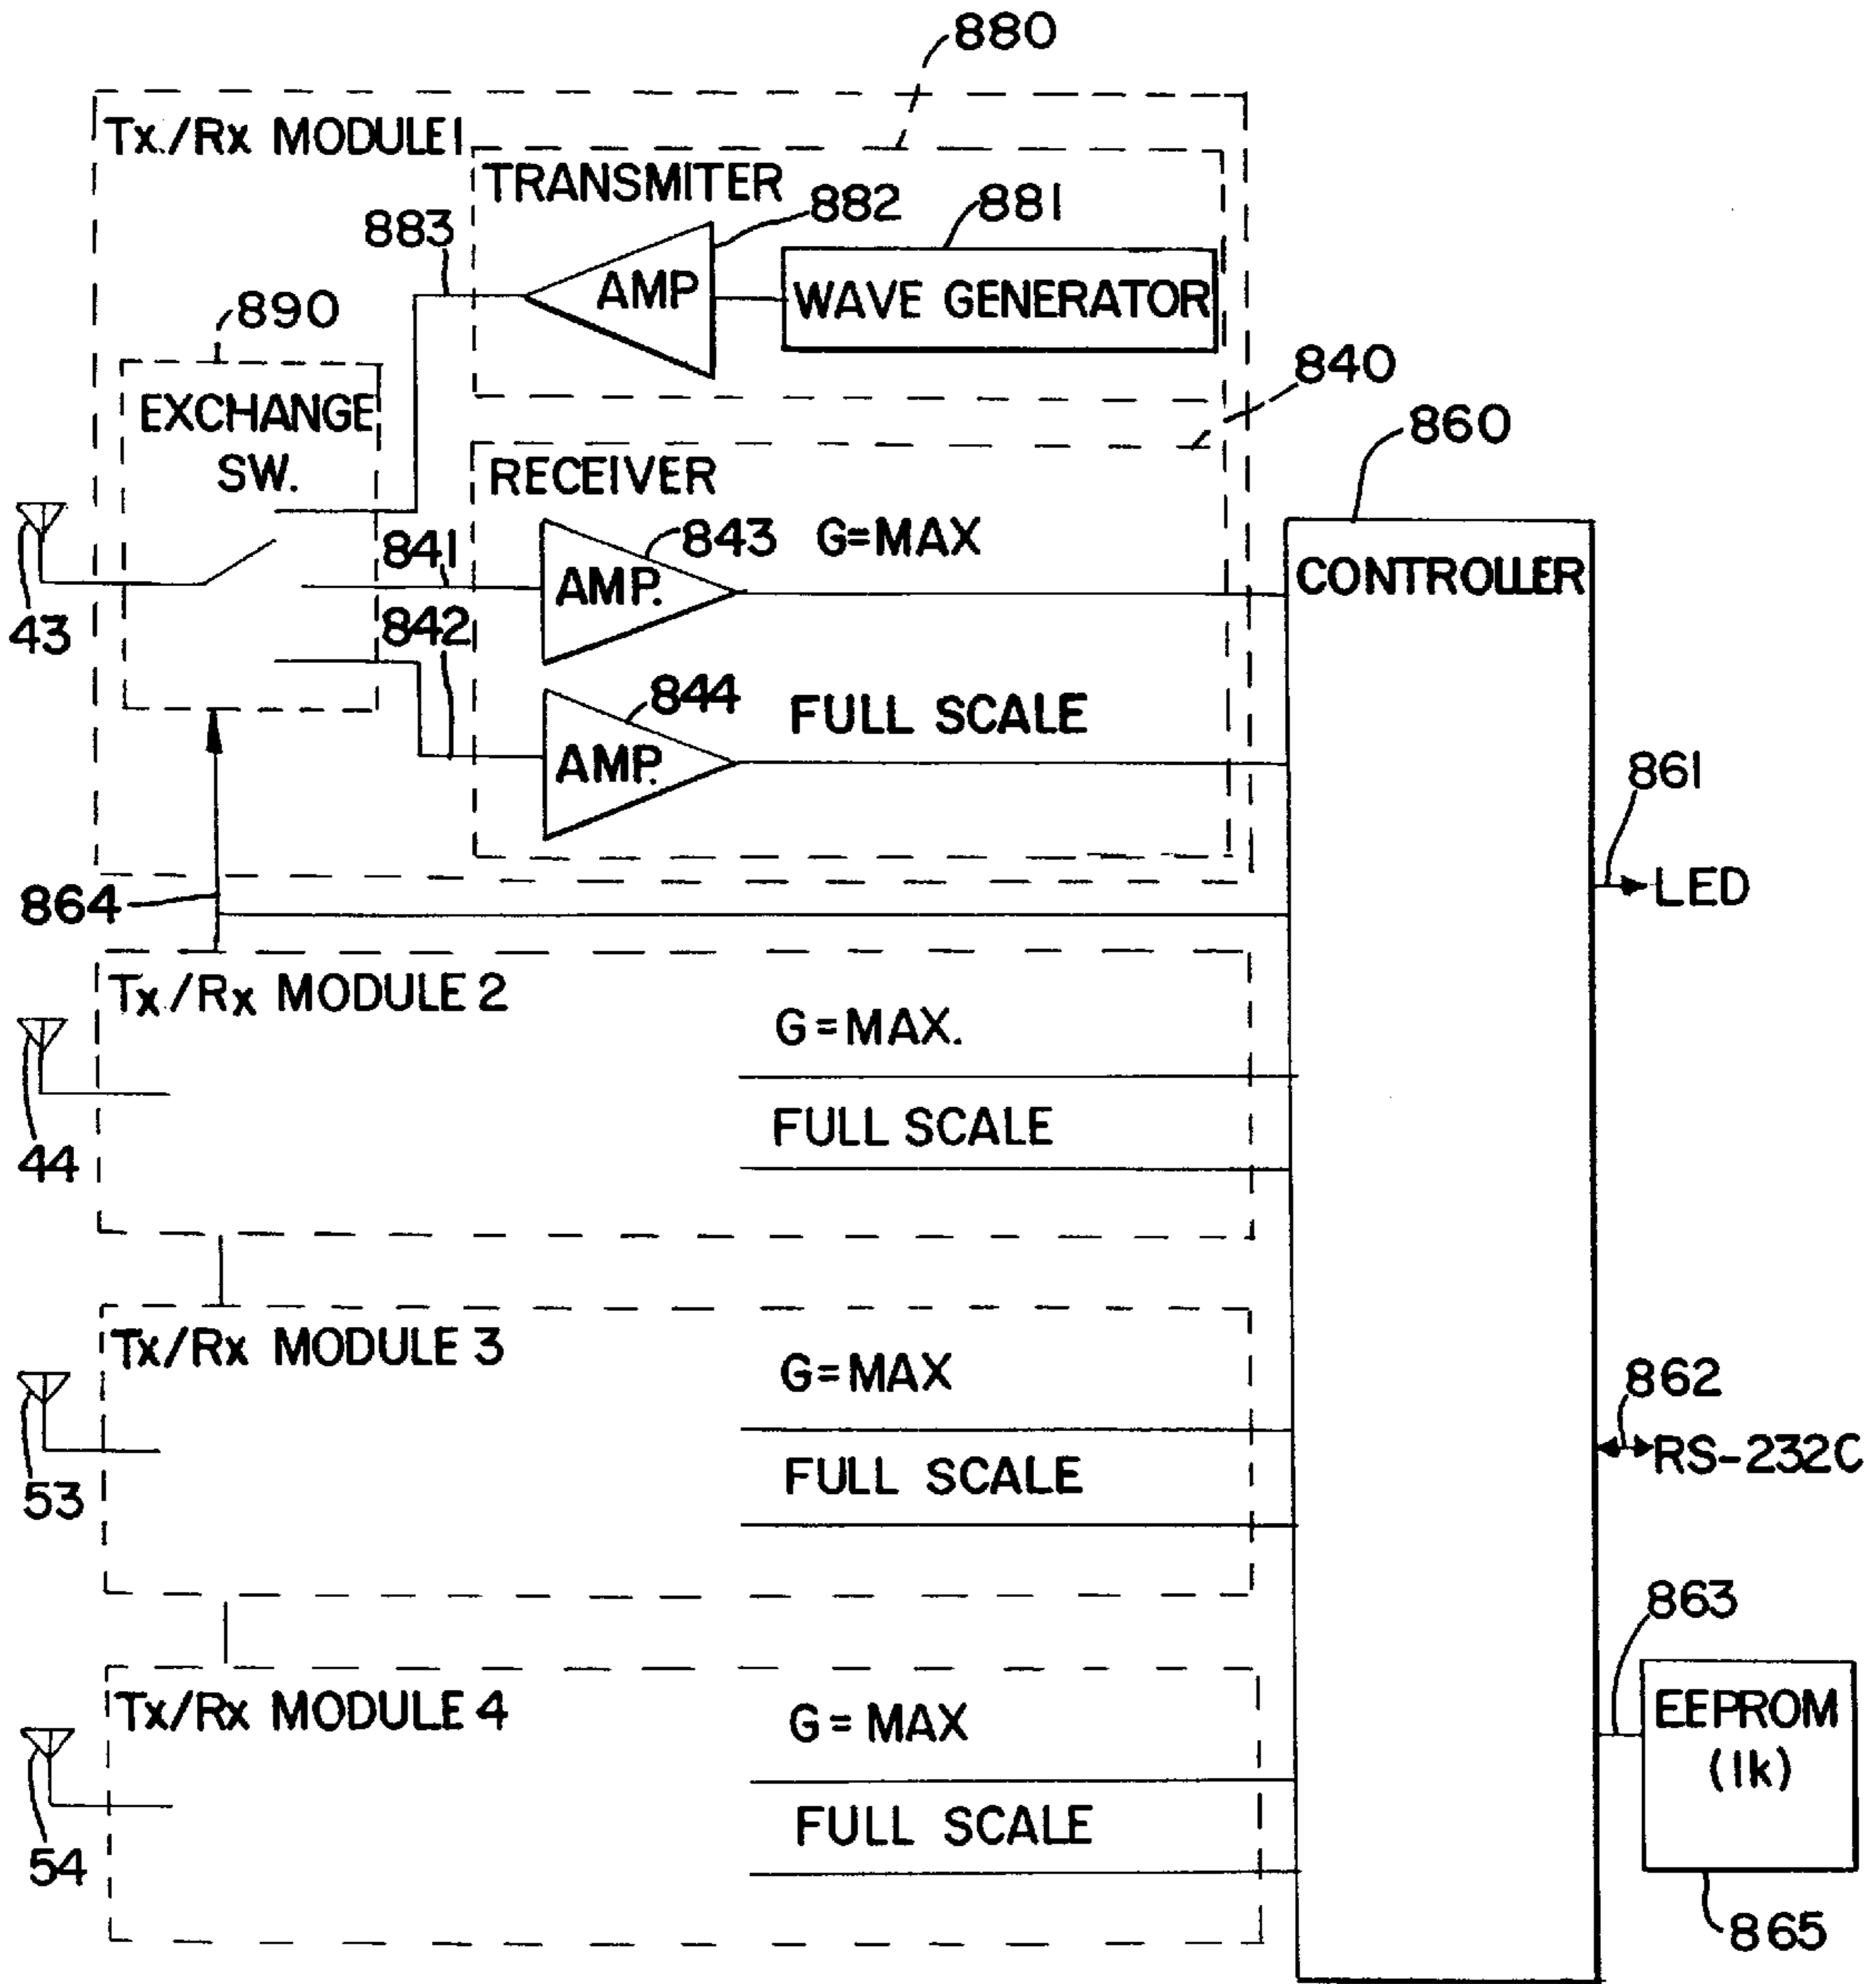 880
Tx./Rx MODULE 1
TRANSMITER
882
881
883
AMP
WAVE GENERATOR
890
840
EXCHANGE
SW.
860
RECEIVER
843
G=MAX
841
CONTROLLER
AMP.
43
842
844
FULL SCALE
AMP.
861
864
LED
Tx./Rx MODULE 2
G=MAX.
FULL SCALE
44
Tx/Rx MODULE 3
G=MAX
862
FULL SCALE
RS-232C
53
863
Tx/Rx MODULE 4
G=MAX
EEPROM
(1k)
FULL SCALE
54
865